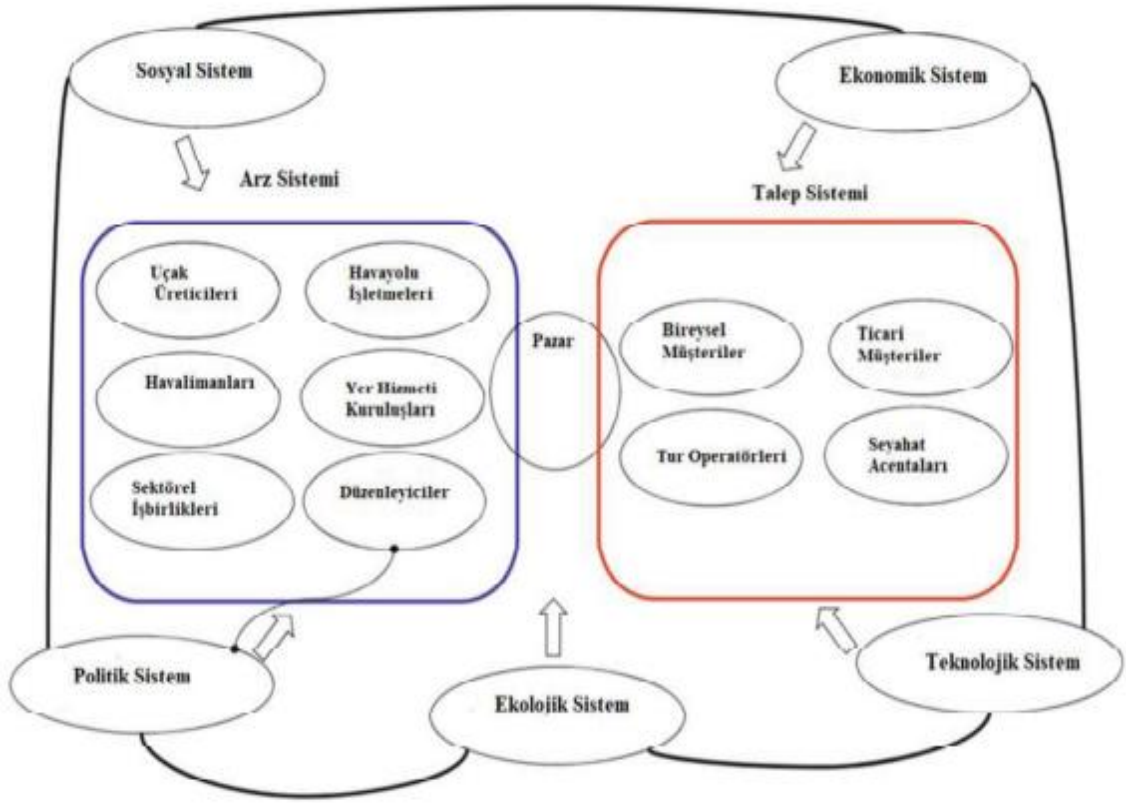 Sosyal Sistem
Ekonomik Sistem
Arz Sistemi
Talep Sistemi
Uçak
Üreticileri
Havayolu
İşletmeleri
Havalimanları
Yer Hizmeti
Kuruluşları
Sektörel
İşbirlikleri
Düzenleyiciler
Pazar
Bireysel
Müşteriler
Ticari
Müşteriler
Tur Operatörleri
Seyahat
Acentaları
Politik Sistem
Ekolojik Sistem
Teknolojik Sistem